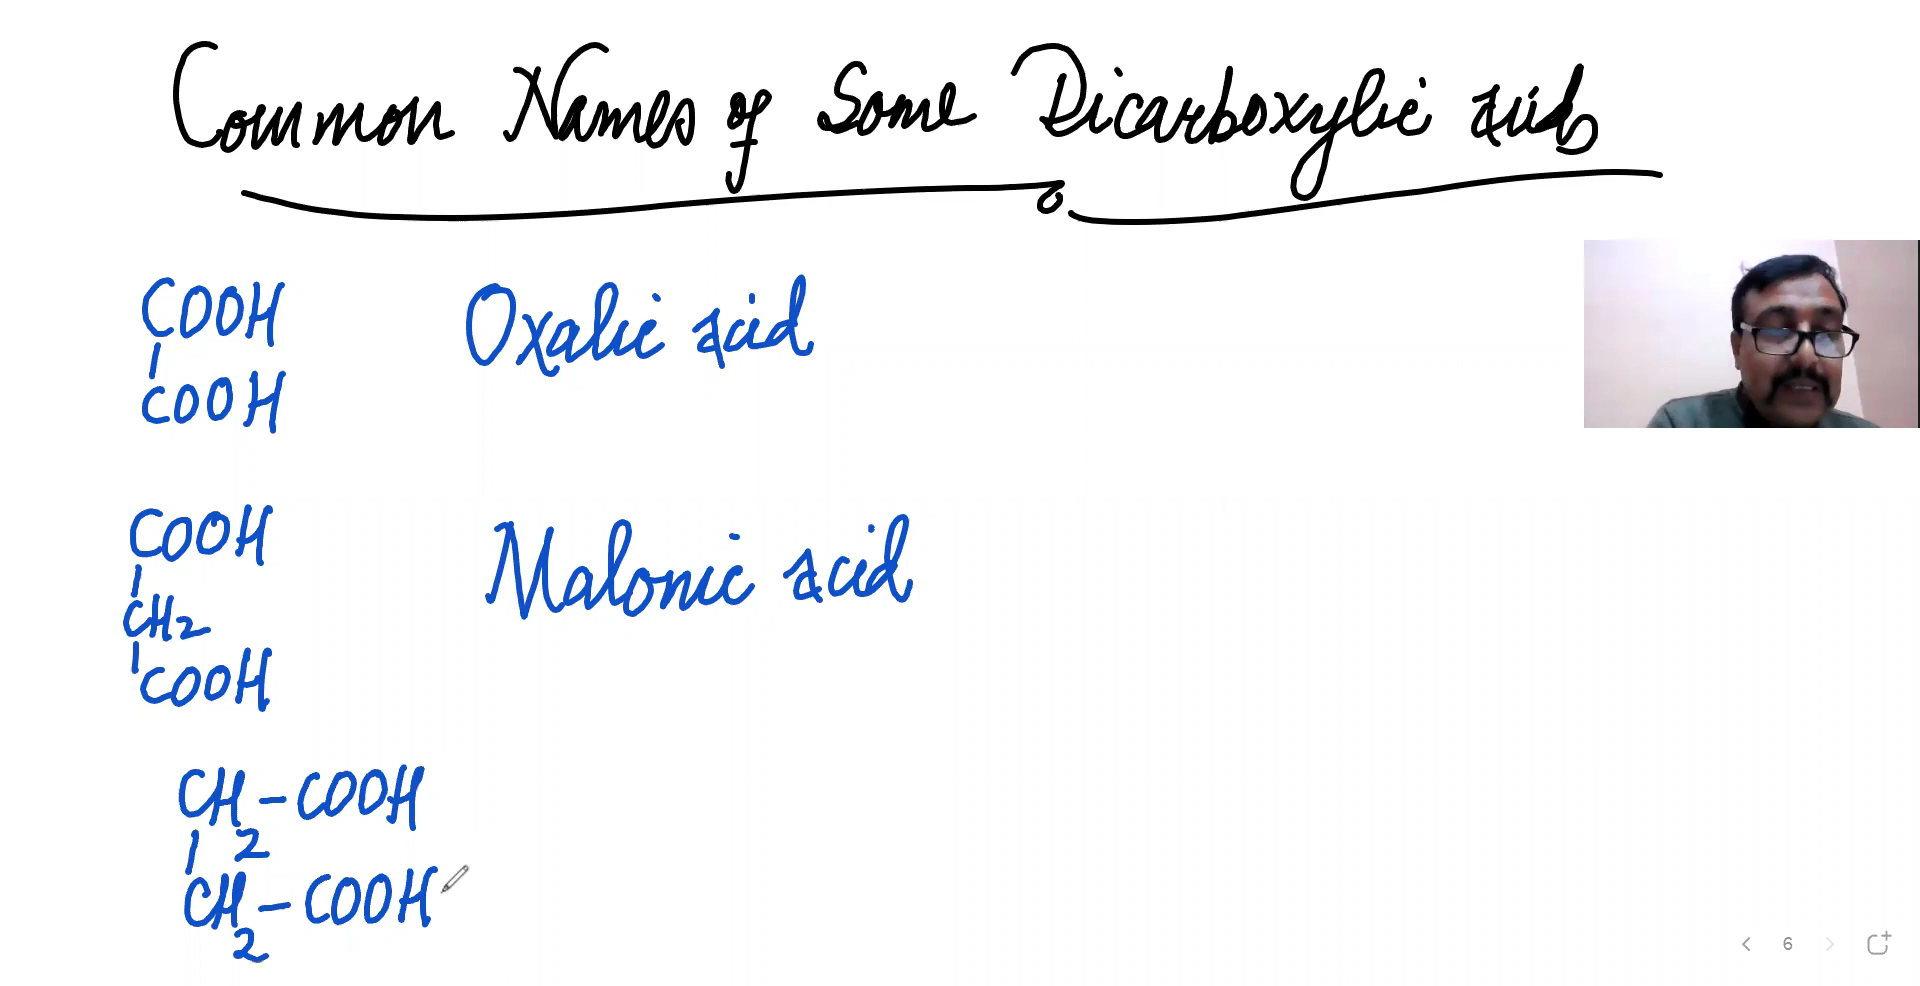 Common Names of Some Dicarboxylic acids
COOH
COOH
Oxalic acid
COOH
CH2
COOH
Malonic acid
CH2-COOH
CH2-COOH
6